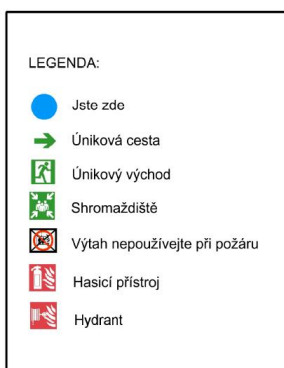 LEGENDA:
Jste zde
Úniková cesta
Únikový východ
Shromaždiště
Výtah nepoužívejte při požáru
Hasicí přístroj
Hydrant